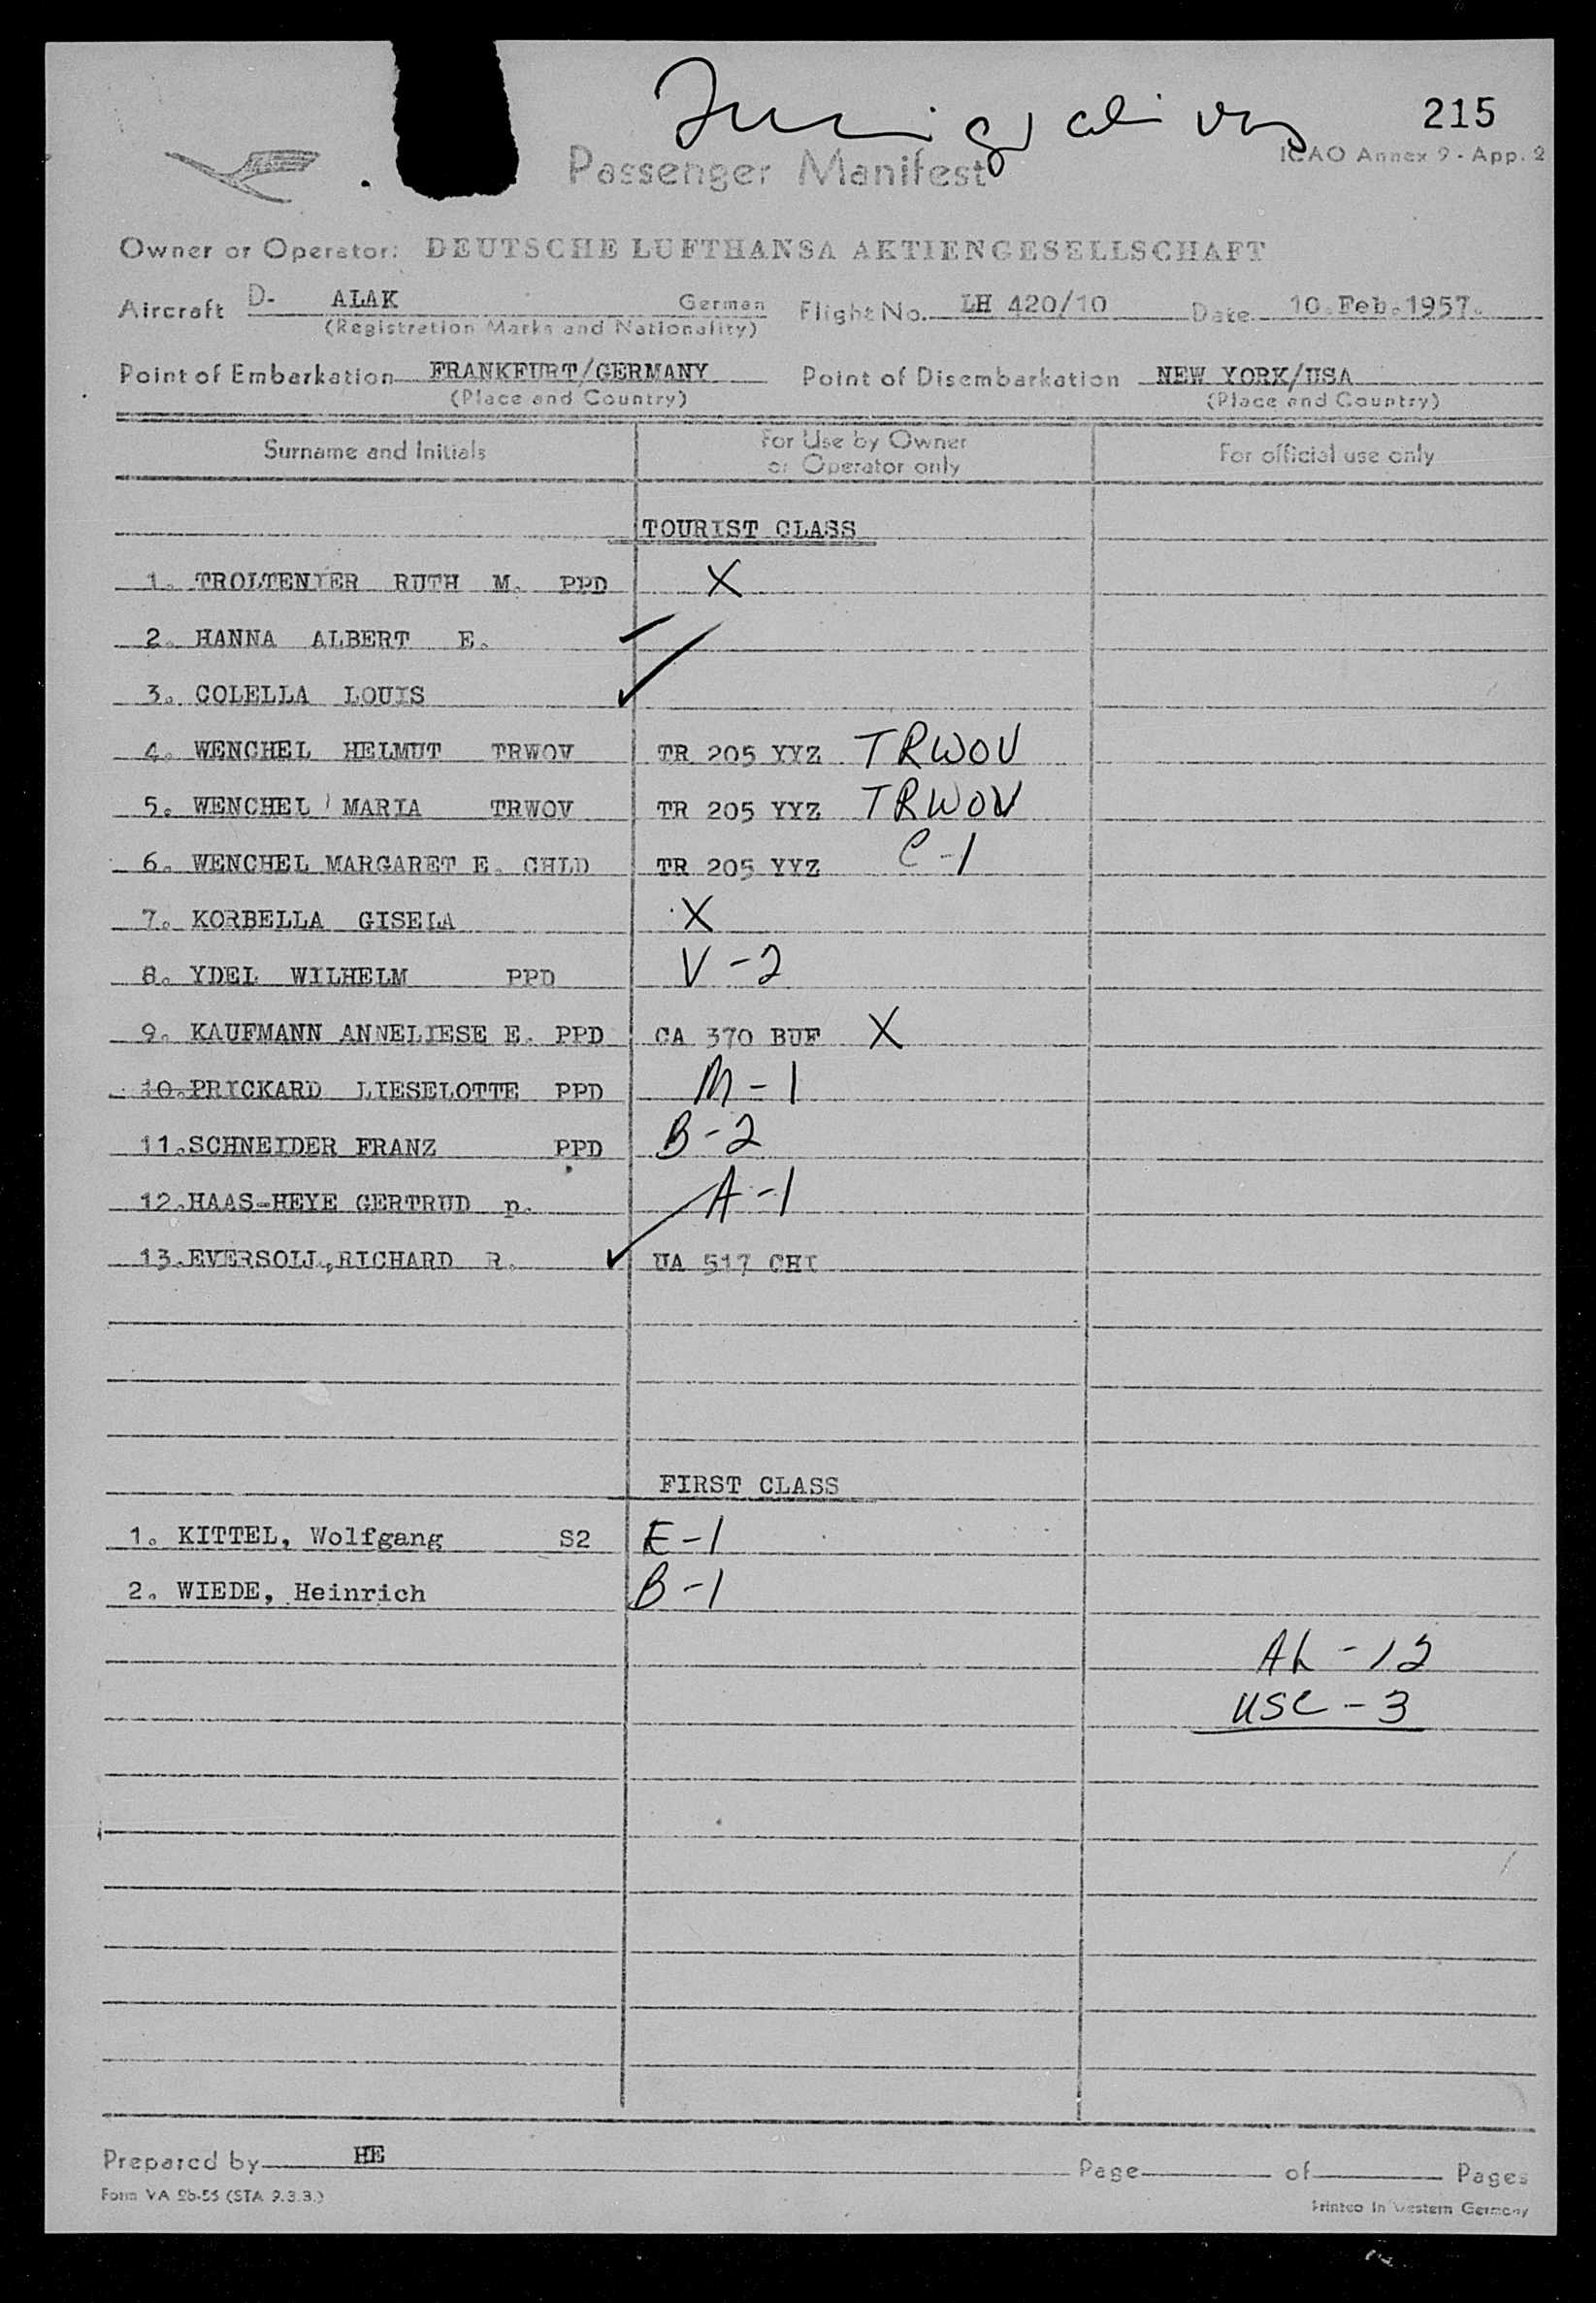 Immigration
215
ICAO Annex 9 - App. 2
Passenger Manifest
Owner or Operator: DEUTSCHE LUFTHANSA AKTIENGESELLSCHAFT
Aircraft D- ALAK German Flight No. LH 420/10 Date 10.Feb.1957.
(Registration Marks and Nationality)
Point of Embarkation FRANKFURT/GERMANY Point of Disembarkation NEW YORK/USA
(Place and Country) (Place and Country)
Surname and Initials For Use by Owner or Operator only For official use only
TOURIST CLASS
1. TROLTENIER RUTH M. PPD X
2. HANNA ALBERT E.
3. COLELLA LOUIS ✓
4. WENCHEL HELMUT TRWOV TR 205 YYZ TRWOV
5. WENCHEL MARIA TRWOV TR 205 YYZ TRWOV
6. WENCHEL MARGARET E. CHLD TR 205 YYZ C-1
7. KORBELLA GISELA X
8. YDEL WILHELM PPD V-2
9. KAUFMANN ANNELIESE E. PPD CA 370 BUF X
10.PRICKARD LIESELOTTE PPD M-1
11.SCHNEIDER FRANZ PPD B-2
12.HAAS-HEYE GERTRUD p. A-1
13.EVERSOLL,RICHARD R. ✓ UA 517 CHI
FIRST CLASS
1. KITTEL, Wolfgang S2 E-1
2. WIEDE, Heinrich B-1
AL-12
USC-3
Prepared by HE Page of Pages
Form VA 2b-55 (STA 9.3.3.) Printed in Western Germany